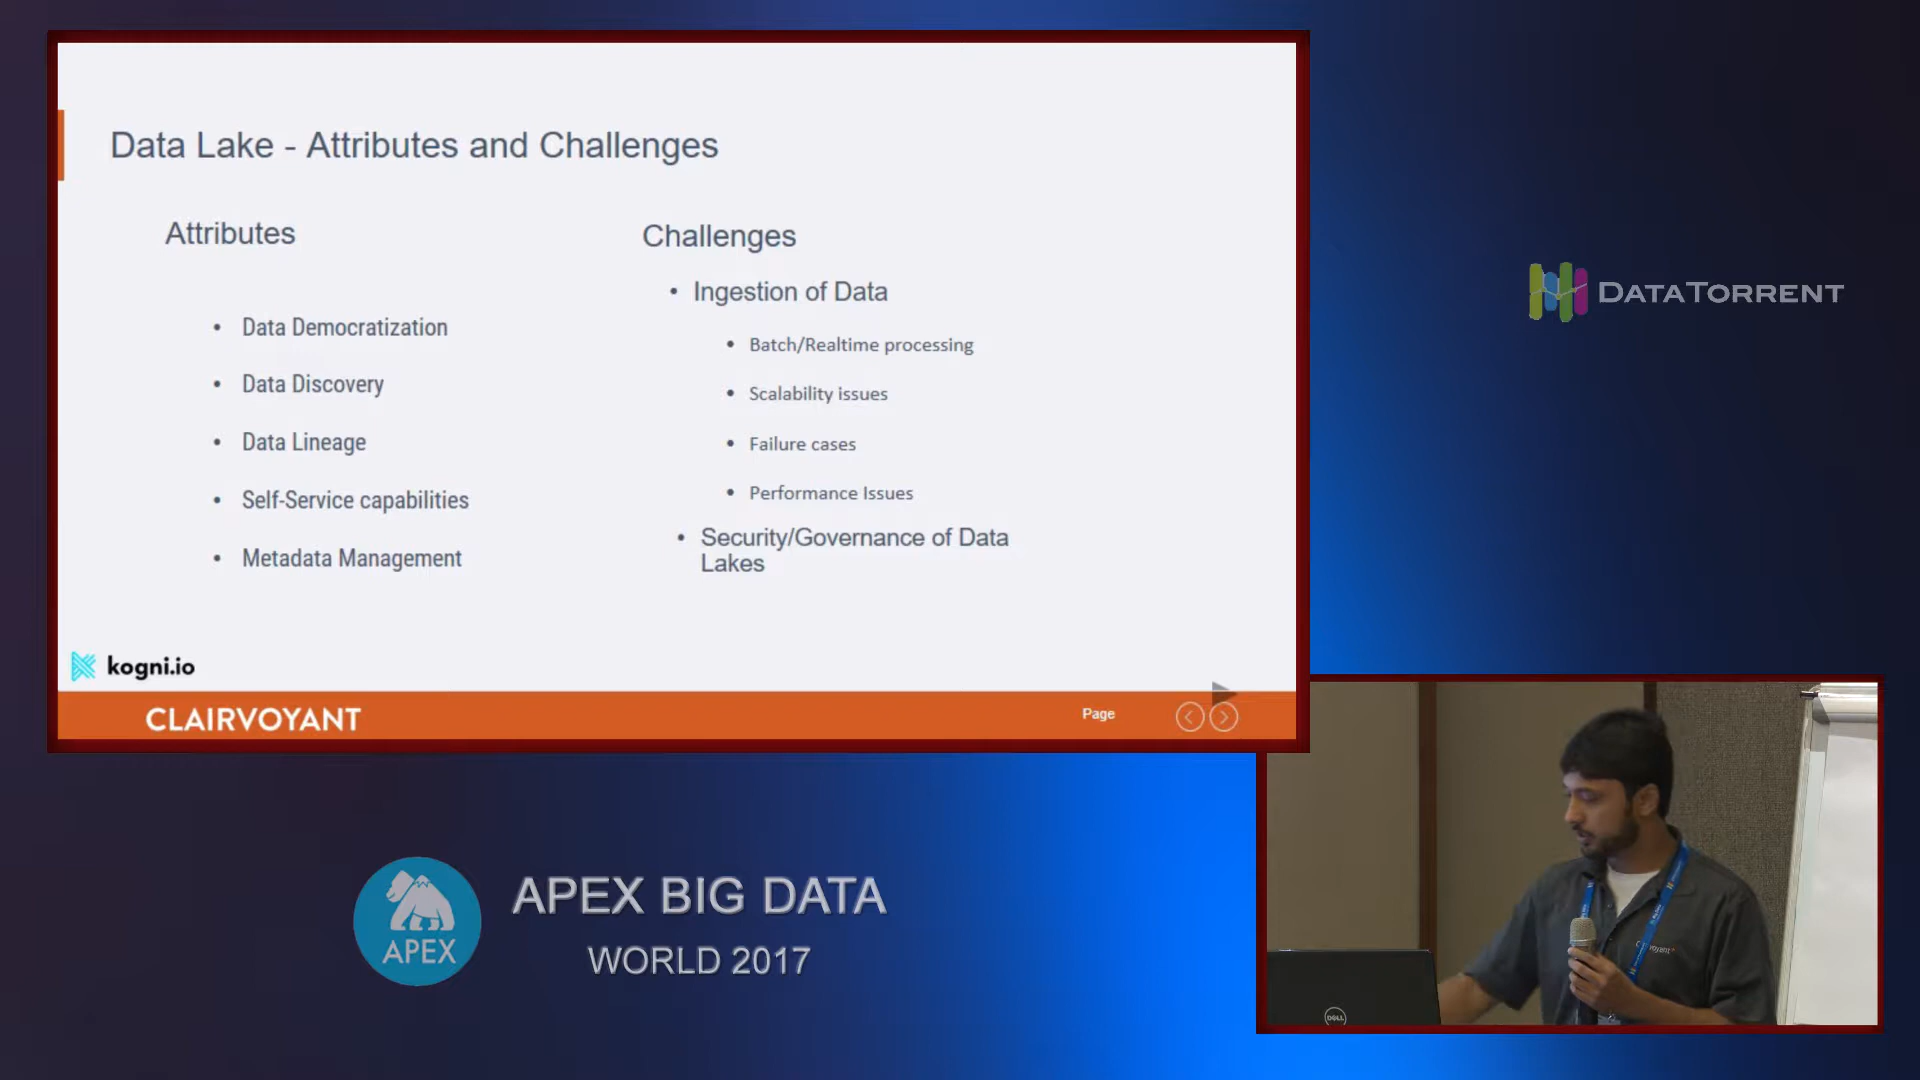 Data Lake - Attributes and Challenges
Attributes
• Data Democratization
• Data Discovery
• Data Lineage
• Self-Service capabilities
• Metadata Management
Challenges
• Ingestion of Data
• Batch/Realtime processing
• Scalability issues
• Failure cases
• Performance Issues
• Security/Governance of Data
Lakes
kogni.io
CLAIRVOYANT
Page
DATATORRENT
APEX
APEX BIG DATA
WORLD 2017
DELL